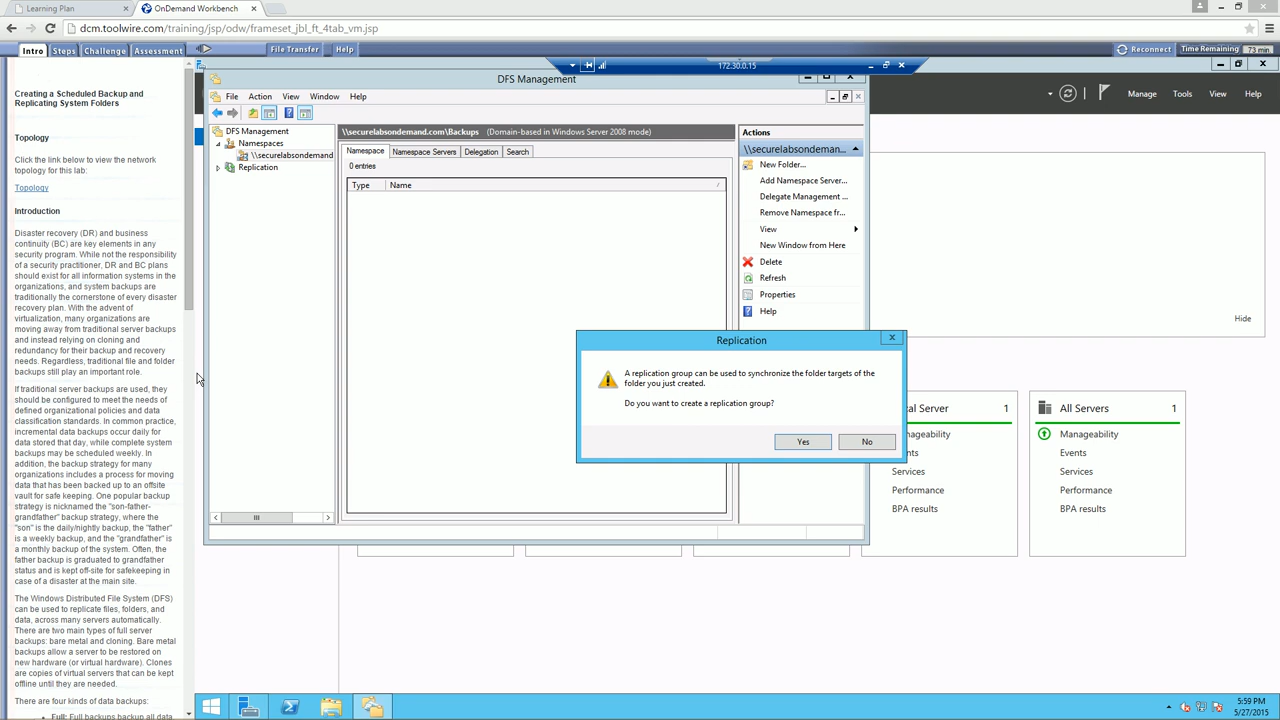 Learning Plan
OnDemand Workbench
dcm.toolwire.com/training/jsp/odw/frameset_jbl_ft_4tab_vm.jsp
Intro
Steps
Challenge
Assessment
File Transfer
Help
Reconnect
Time Remaining
73 min
Creating a Scheduled Backup and
Replicating System Folders
Topology
Click the link below to view the network
topology for this lab:
Topology
Introduction
Disaster recovery (DR) and business
continuity (BC) are key elements in any
security program. While not the responsibility
of a security practitioner, DR and BC plans
should exist for all information systems in the
organizations, and system backups are
traditionally the cornerstone of every disaster
recovery plan. With the advent of
virtualization, many organizations are
moving away from traditional server backups
and instead relying on cloning and
redundancy for their backup and recovery
needs. Regardless, traditional file and folder
backups still play an important role.
If traditional server backups are used, they
should be configured to meet the needs of
defined organizational policies and data
classification standards. In common practice,
incremental data backups occur daily for
data stored that day, while complete system
backups may be scheduled weekly. In
addition, the backup strategy for many
organizations includes a process for moving
data that has been backed up to an offsite
vault for safe keeping. One popular backup
strategy is nicknamed the "son-father-
grandfather" backup strategy, where the
"son" is the daily/nightly backup, the "father"
is a weekly backup, and the "grandfather" is
a monthly backup of the system. Often, the
father backup is graduated to grandfather
status and is kept off-site for safekeeping in
case of a disaster at the main site.
The Windows Distributed File System (DFS)
can be used to replicate files, folders, and
data, across many servers automatically.
There are two main types of full server
backups: bare metal and cloning. Bare metal
backups allow a server to be restored on
new hardware (or virtual hardware). Clones
are copies of virtual servers that can be kept
offline until they are needed.
There are four kinds of data backups:
• Full: Full backups backup all data
172.30.0.15
DFS Management
File
Action
View
Window
Help
DFS Management
Namespaces
\\securelabsondemand
Replication
\\securelabsondemand.com\Backups (Domain-based in Windows Server 2008 mode)
Namespace
Namespace Servers
Delegation
Search
0 entries
Type
Name
Actions
\\securelabsondeman...
New Folder...
Add Namespace Server...
Delegate Management ...
Remove Namespace fr...
View
New Window from Here
Delete
Refresh
Properties
Help
Replication
A replication group can be used to synchronize the folder targets of the
folder you just created.
Do you want to create a replication group?
Yes
No
Manage
Tools
View
Help
Hide
al Server
1
nageability
nts
Services
Performance
BPA results
All Servers
1
Manageability
Events
Services
Performance
BPA results
5:59 PM
5/27/2015